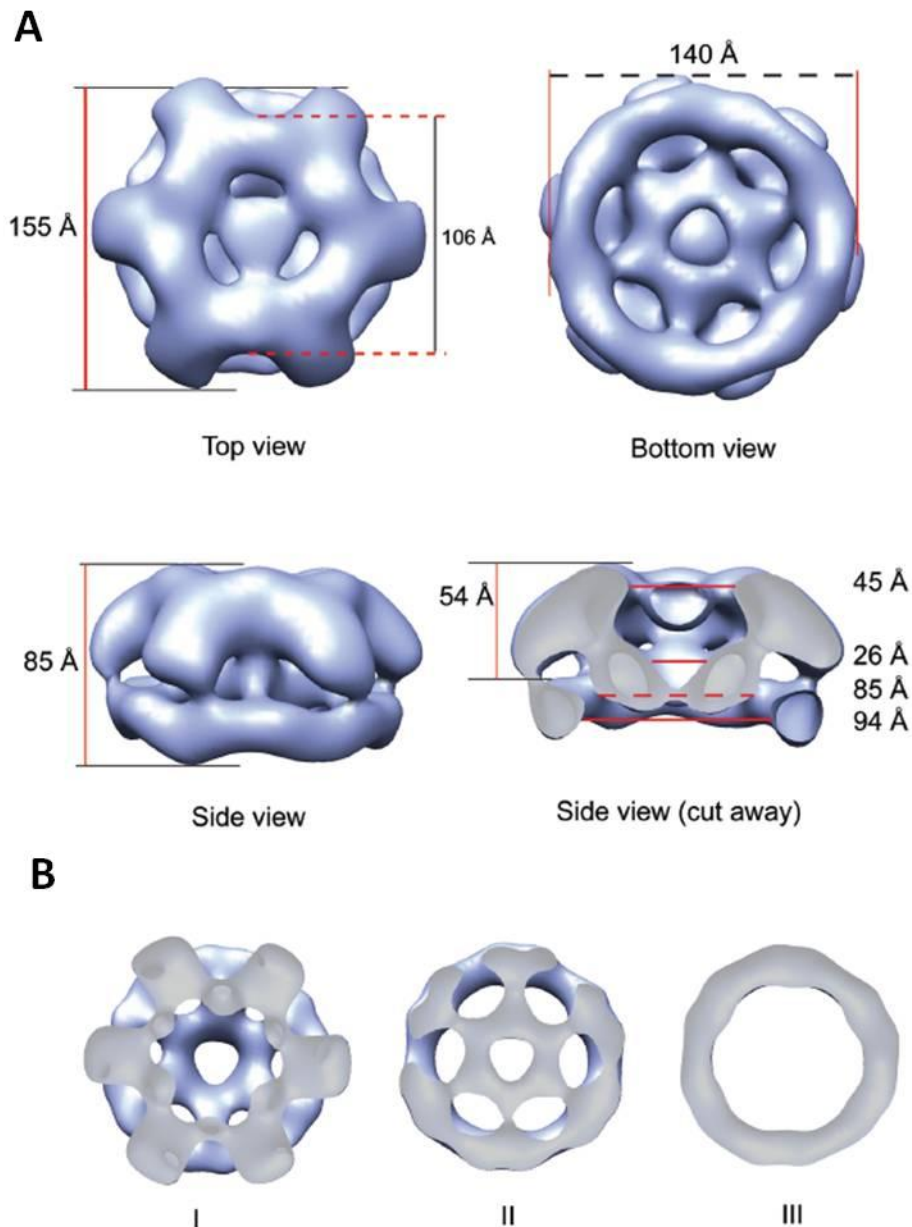 A
140 Å
155 Å
106 Å
Top view
Bottom view
54 Å
45 Å
85 Å
26 Å
85 Å
94 Å
Side view
Side view (cut away)
B
I
II
III